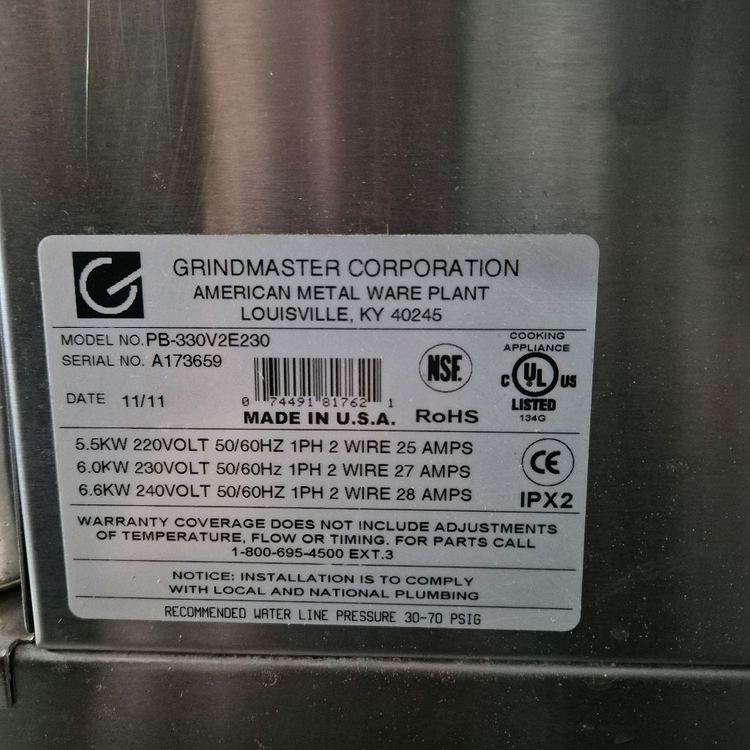 GRINDMASTER CORPORATION
AMERICAN METAL WARE PLANT
LOUISVILLE, KY 40245
MODEL NO. PB-330V2E230
SERIAL NO. A173659
DATE 11/11
0 74491 81762 1
MADE IN U.S.A.
NSF.
RoHS
COOKING
APPLIANCE
C UL US
LISTED
134G
5.5KW 220VOLT 50/60HZ 1PH 2 WIRE 25 AMPS
6.0KW 230VOLT 50/60HZ 1PH 2 WIRE 27 AMPS
6.6KW 240VOLT 50/60HZ 1PH 2 WIRE 28 AMPS
CE
IPX2
WARRANTY COVERAGE DOES NOT INCLUDE ADJUSTMENTS
OF TEMPERATURE, FLOW OR TIMING. FOR PARTS CALL
1-800-695-4500 EXT.3
NOTICE: INSTALLATION IS TO COMPLY
WITH LOCAL AND NATIONAL PLUMBING
RECOMMENDED WATER LINE PRESSURE 30-70 PSIG